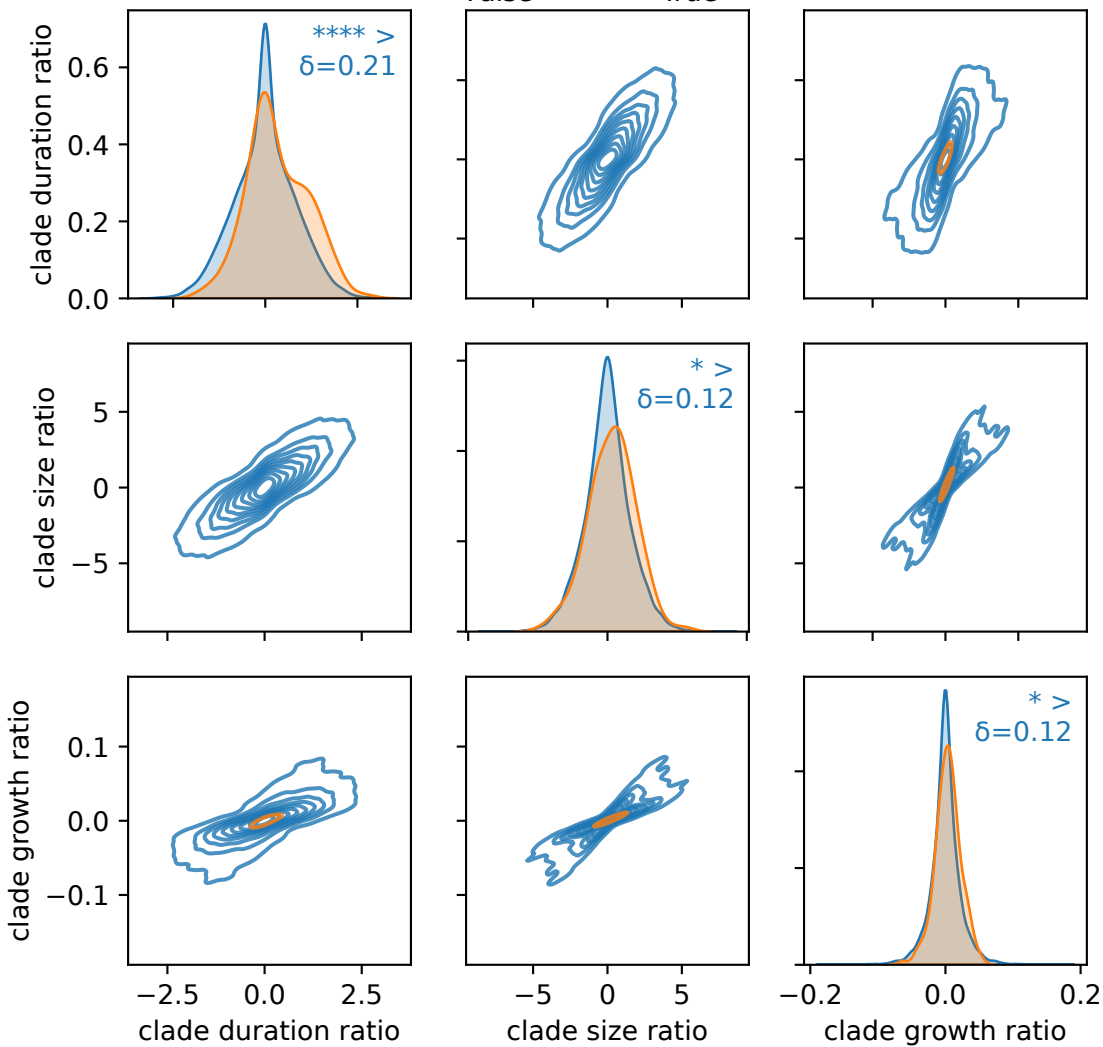 clade duration ratio
0.6
0.4
0.2
0.0
**** >
δ=0.21
clade size ratio
5
0
−5
* >
δ=0.12
clade growth ratio
0.1
0.0
−0.1
* >
δ=0.12
−2.5 0.0 2.5
−5 0 5
−0.2 0.0 0.2
clade duration ratio
clade size ratio
clade growth ratio